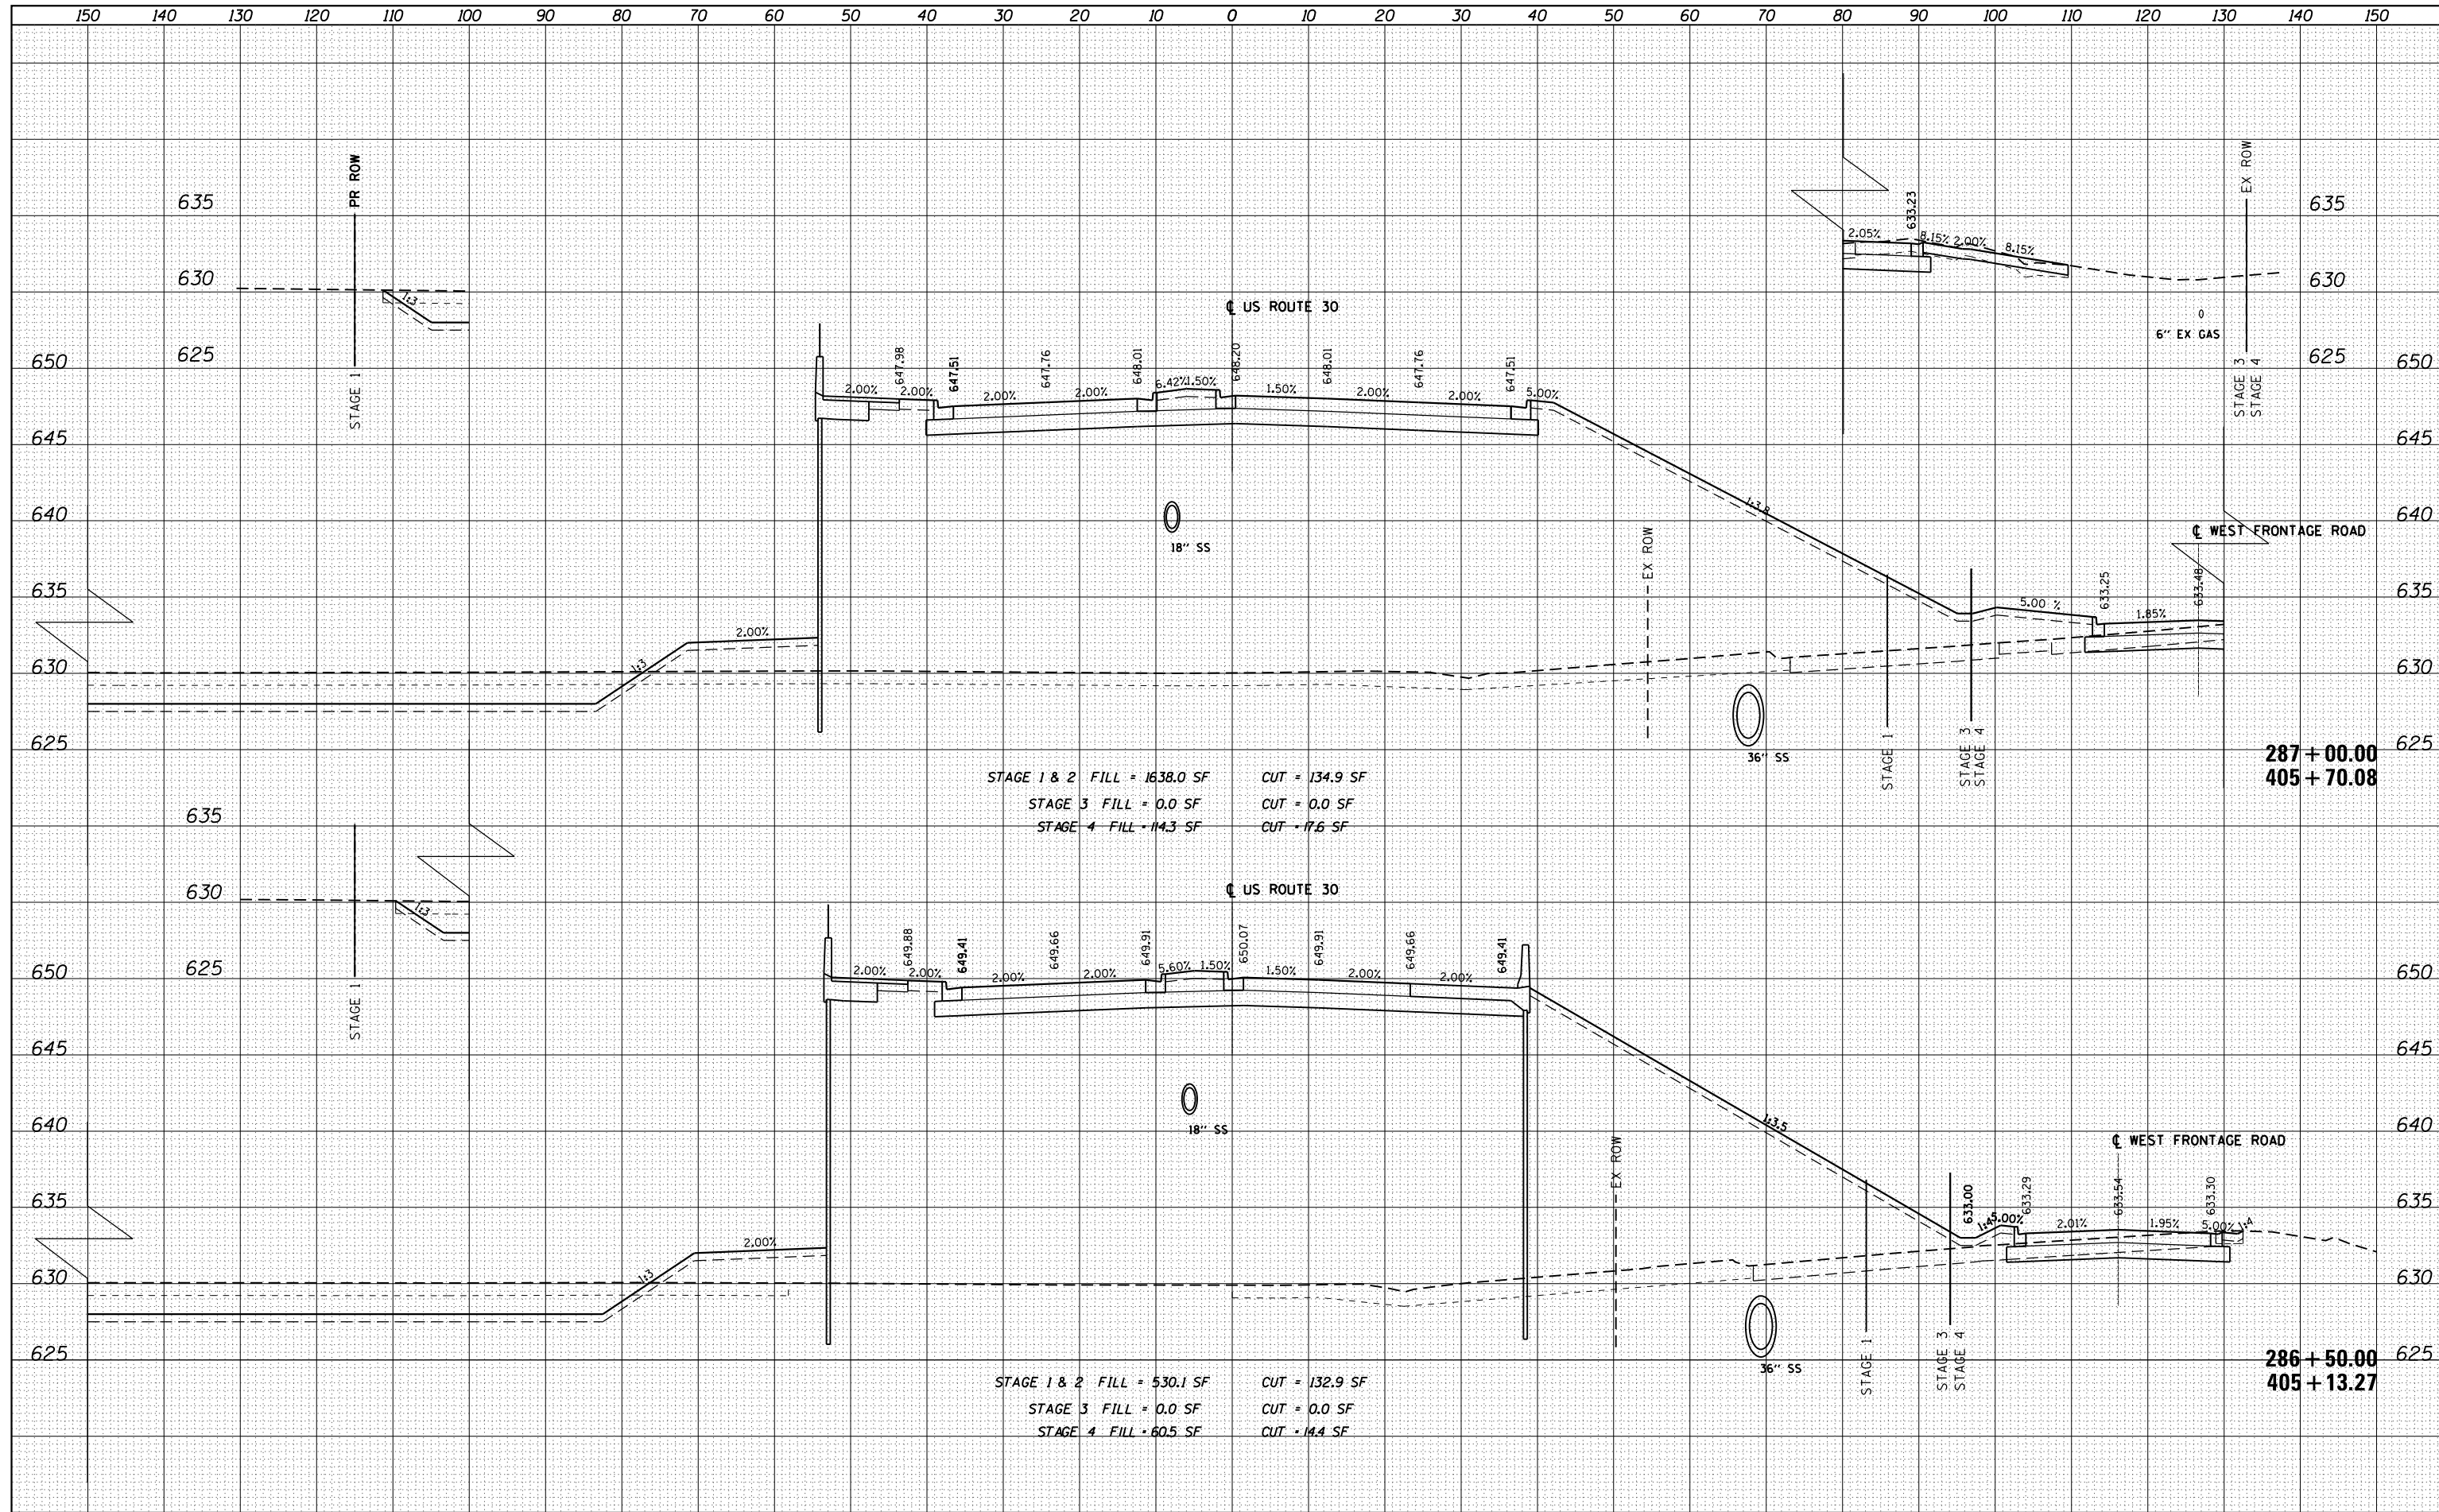 150 140 130 120 110 100 90 80 70 60 50 40 30 20 10 0 10 20 30 40 50 60 70 80 90 100 110 120 130 140 150
635
630
625
PR ROW
STAGE 1
1:3
633.23
2.05% 8.15% 2.00% 8.15%
EX ROW
STAGE 3
STAGE 4
0
6" EX GAS
635
630
625
℄ US ROUTE 30
650
645
640
635
630
625
650
645
640
635
630
625
647.98 647.51 647.76 648.01 648.20 648.01 647.76 647.51
2.00% 2.00% 2.00% 2.00% 6.42% 1.50% 1.50% 2.00% 2.00% 5.00%
18" SS
1:3.8
EX ROW
℄ WEST FRONTAGE ROAD
633.25 633.48
5.00 % 1.85%
2.00%
1:3
36" SS
STAGE 1
STAGE 3
STAGE 4
287+00.00
405+70.08
STAGE 1 & 2 FILL = 1638.0 SF CUT = 134.9 SF
STAGE 3 FILL = 0.0 SF CUT = 0.0 SF
STAGE 4 FILL = 114.3 SF CUT = 17.6 SF
635
630
625
STAGE 1
1:3
℄ US ROUTE 30
650
645
640
635
630
625
650
645
640
635
630
625
649.88 649.41 649.66 649.91 650.07 649.91 649.66 649.41
2.00% 2.00% 2.00% 2.00% 5.60% 1.50% 1.50% 2.00% 2.00%
18" SS
1:3.5
EX ROW
℄ WEST FRONTAGE ROAD
633.00 633.29 633.54 633.30
1:4 5.00% 2.01% 1.95% 5.00% 1:4
2.00%
1:3
36" SS
STAGE 1
STAGE 3
STAGE 4
286+50.00
405+13.27
STAGE 1 & 2 FILL = 530.1 SF CUT = 132.9 SF
STAGE 3 FILL = 0.0 SF CUT = 0.0 SF
STAGE 4 FILL = 60.5 SF CUT = 14.4 SF